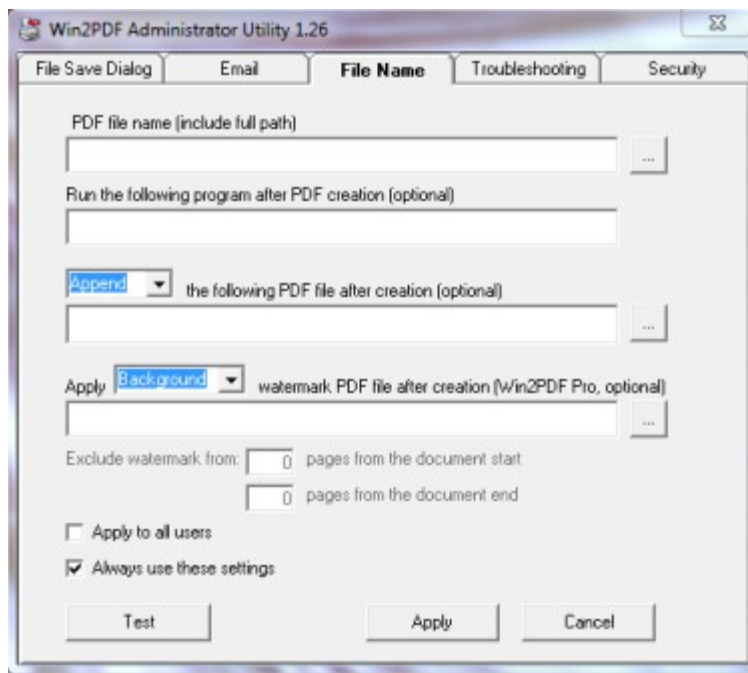 Win2PDF Administrator Utility 1.26
File Save Dialog Email File Name Troubleshooting Security
PDF file name (include full path)
...
Run the following program after PDF creation (optional)
Append the following PDF file after creation (optional)
...
Apply Background watermark PDF file after creation (Win2PDF Pro, optional)
...
Exclude watermark from: 0 pages from the document start
0 pages from the document end
Apply to all users
Always use these settings
Test Apply Cancel